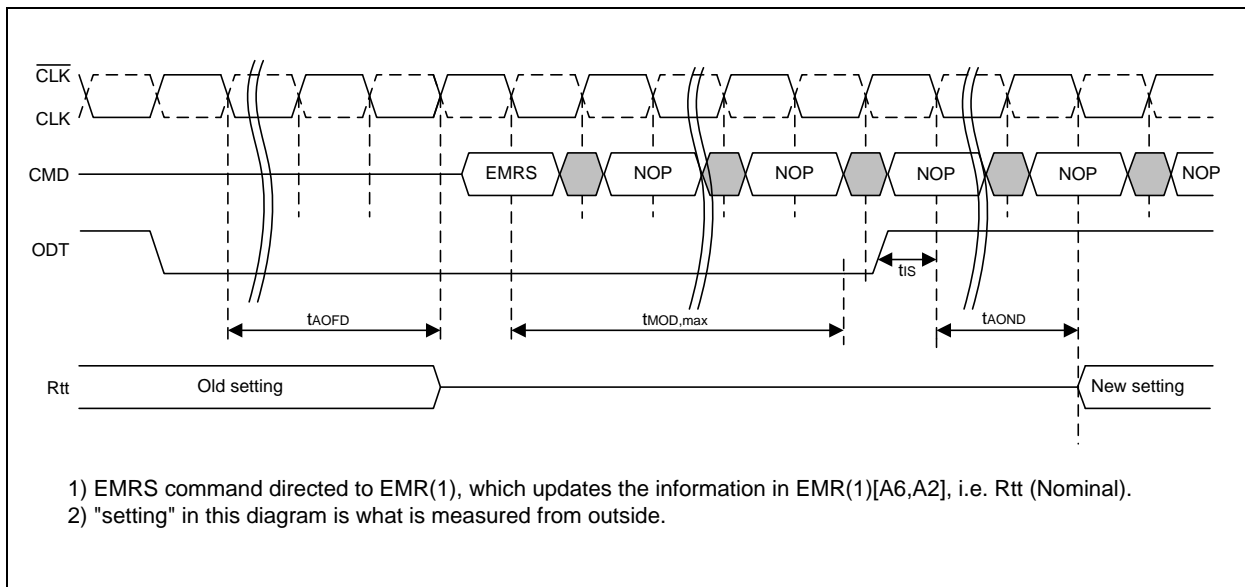 CLK
CLK
CMD
EMRS
NOP
NOP
NOP
NOP
NOP
ODT
tIS
tAOFD
tMOD,max
tAOND
Rtt
Old setting
New setting
1) EMRS command directed to EMR(1), which updates the information in EMR(1)[A6,A2], i.e. Rtt (Nominal).
2) "setting" in this diagram is what is measured from outside.